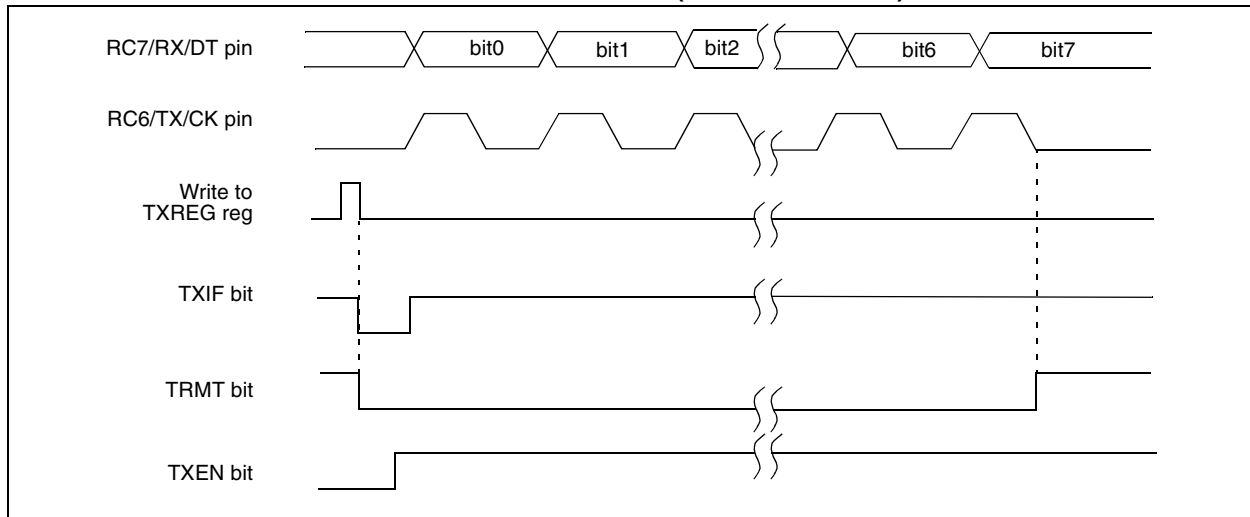 RC7/RX/DT pin
bit0
bit1
bit2
bit6
bit7
RC6/TX/CK pin
Write to
TXREG reg
TXIF bit
TRMT bit
TXEN bit